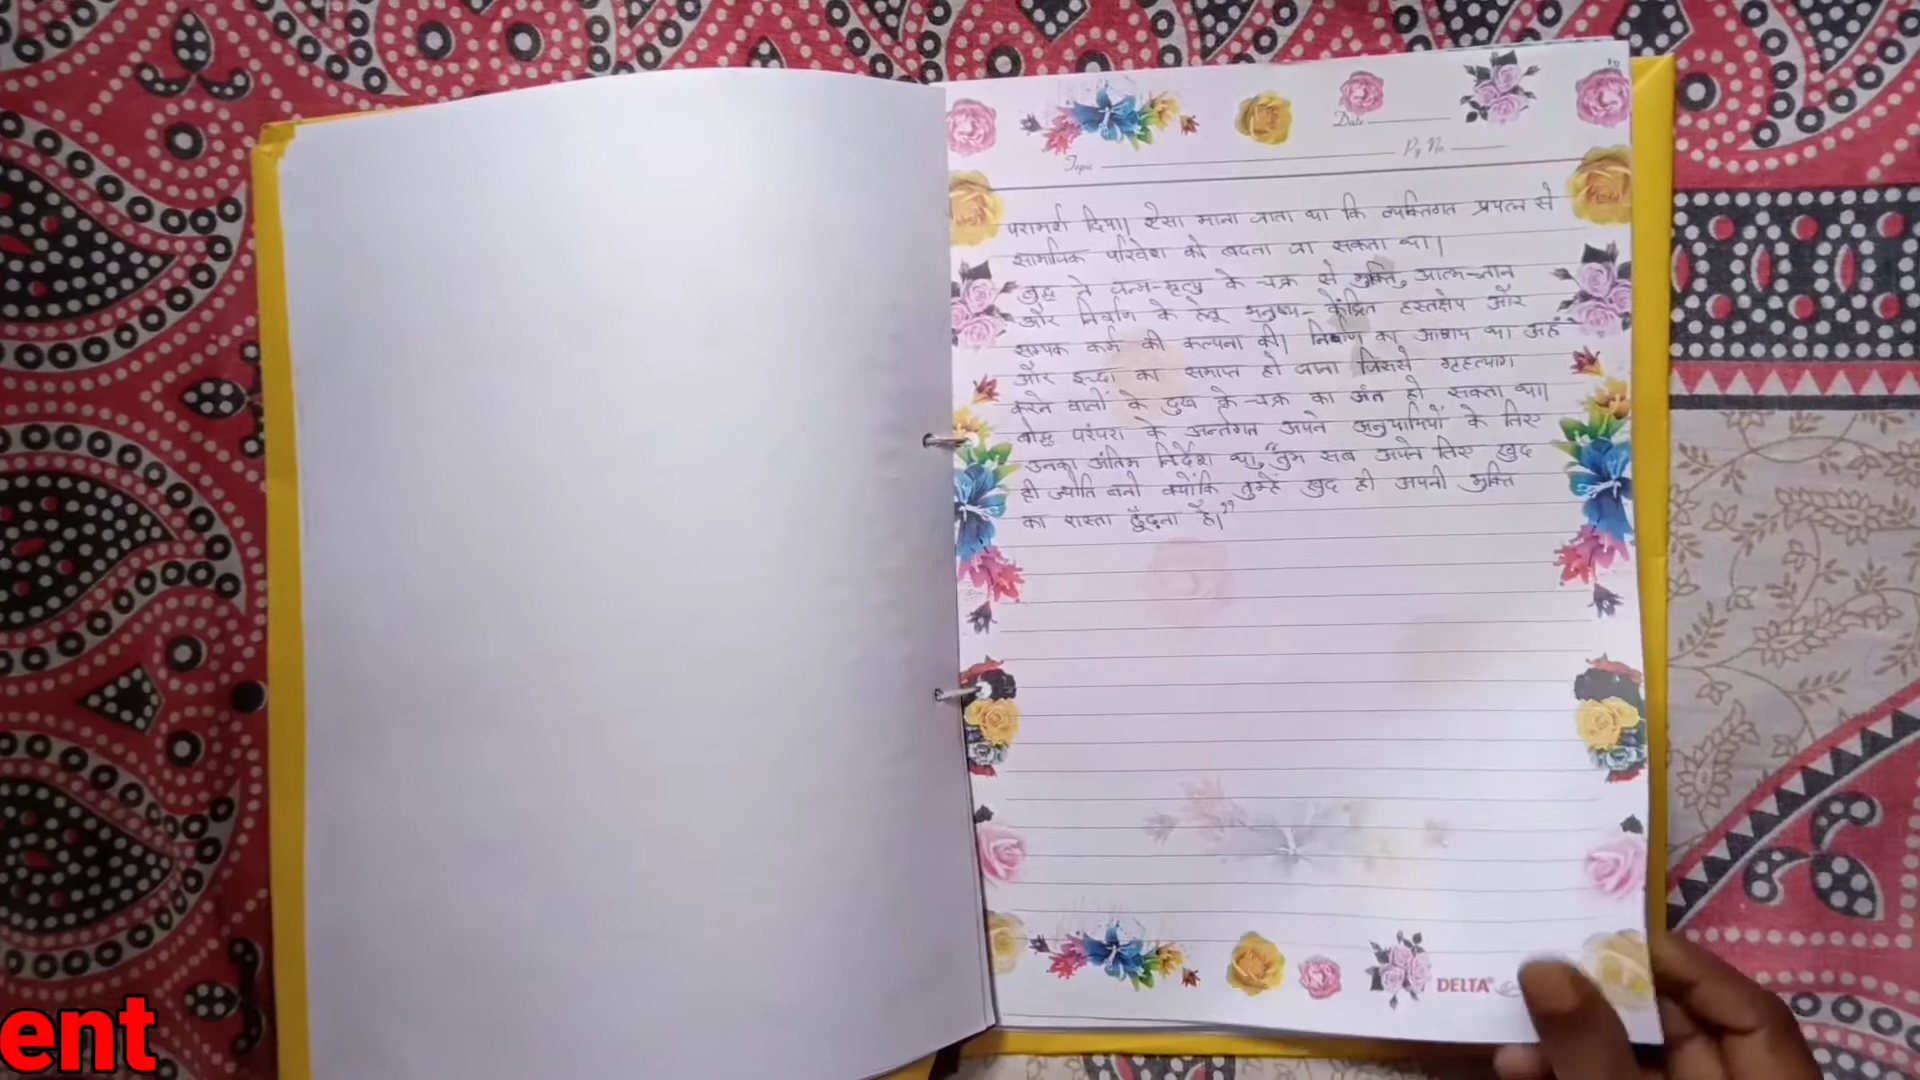 Date
Topic
Pg No
परामर्श दिया। ऐसा माना जाता था कि व्यक्तिगत प्रयत्न से
सामाजिक परिवेश को बदला जा सकता था।
बुद्ध ने जन्म-मृत्यु के चक्र से मुक्ति, आत्म-ज्ञान
और निर्वाण के हेतू मनुष्य-केंद्रित हस्तक्षेप और
सम्यक कर्म की कल्पना की। निर्वाण का आशय था अहं
और इच्छा का समाप्त हो जाना जिससे गृहत्याग
करने वालों के दुख के चक्र का अंत हो सकता था।
बौद्ध परंपरा के अन्तर्गत अपने अनुयायियों के लिए
उनका अंतिम निर्देश था, "तुम सब अपने लिए खुद
ही ज्योति बनो क्योंकि तुम्हें खुद ही अपनी मुक्ति
का रास्ता ढूँढ़ना है।"
DELTA
ent